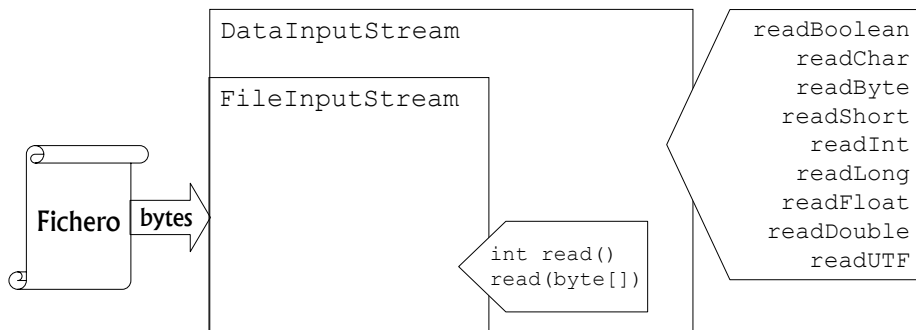 DataInputStream
FileInputStream
Fichero
bytes
int read()
read(byte[])
readBoolean
readChar
readByte
readShort
readInt
readLong
readFloat
readDouble
readUTF